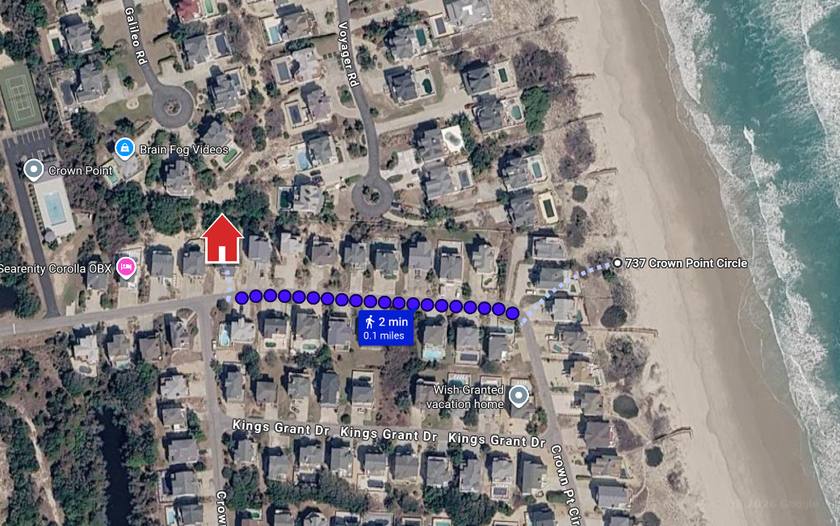 Galileo Rd
Voyager Rd
Brain Fog Videos
Crown Point
Searenity Corolla OBX
737 Crown Point Circle
2 min
0.1 miles
Wish Granted
vacation home
Kings Grant Dr
Kings Grant Dr
Kings Grant Dr
Crown Pt Cir
Crow